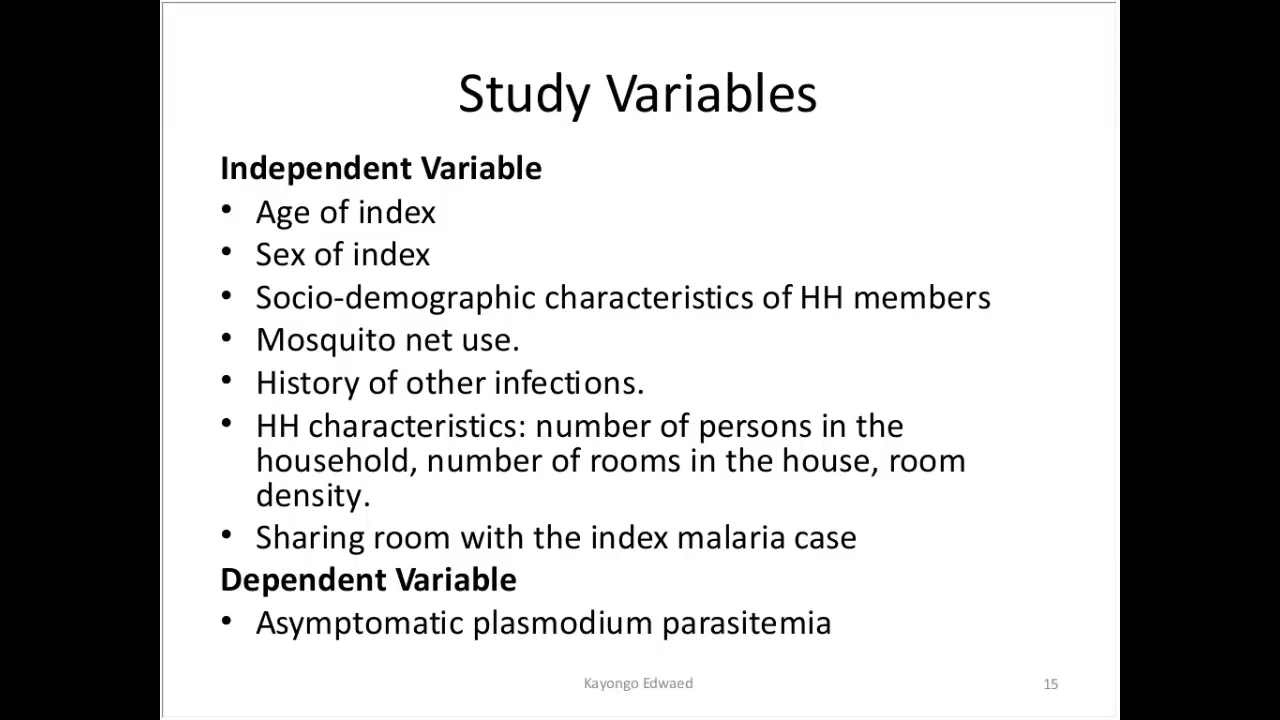 Study Variables
Independent Variable
• Age of index
• Sex of index
• Socio-demographic characteristics of HH members
• Mosquito net use.
• History of other infections.
• HH characteristics: number of persons in the
household, number of rooms in the house, room
density.
• Sharing room with the index malaria case
Dependent Variable
• Asymptomatic plasmodium parasitemia
Kayongo Edwaed
15